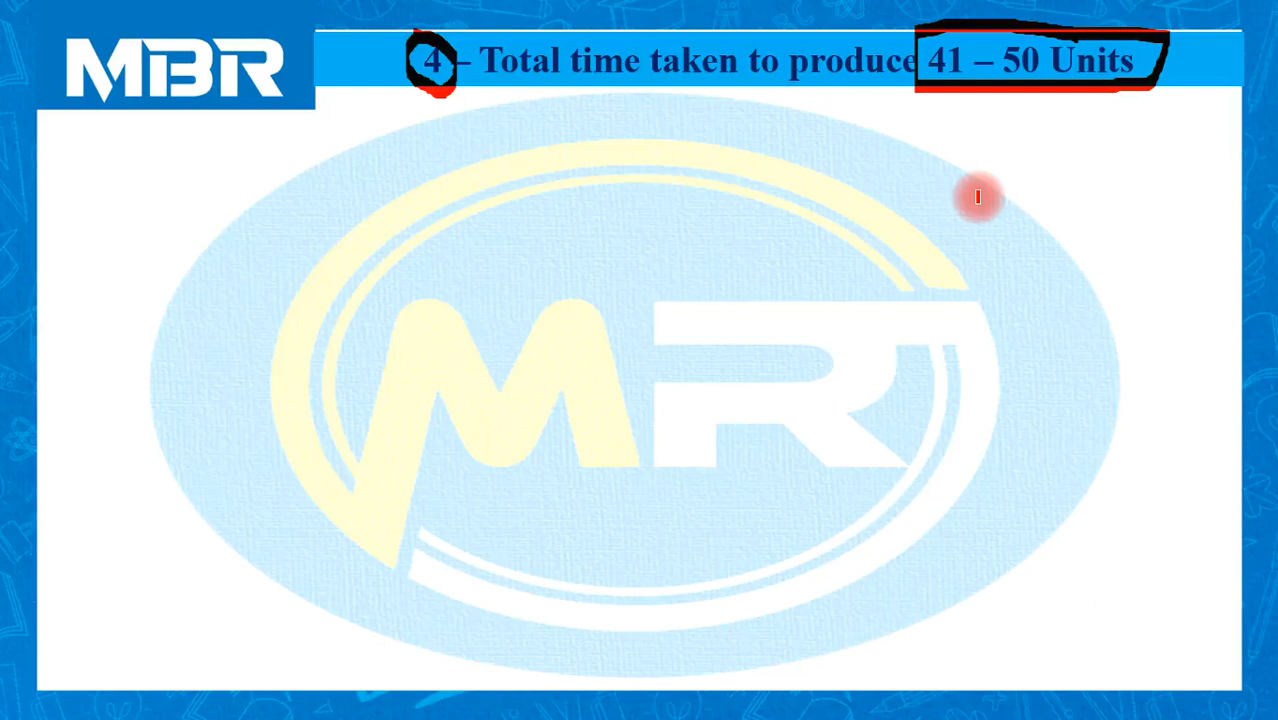 MBR
4 – Total time taken to produce 41 – 50 Units
MR